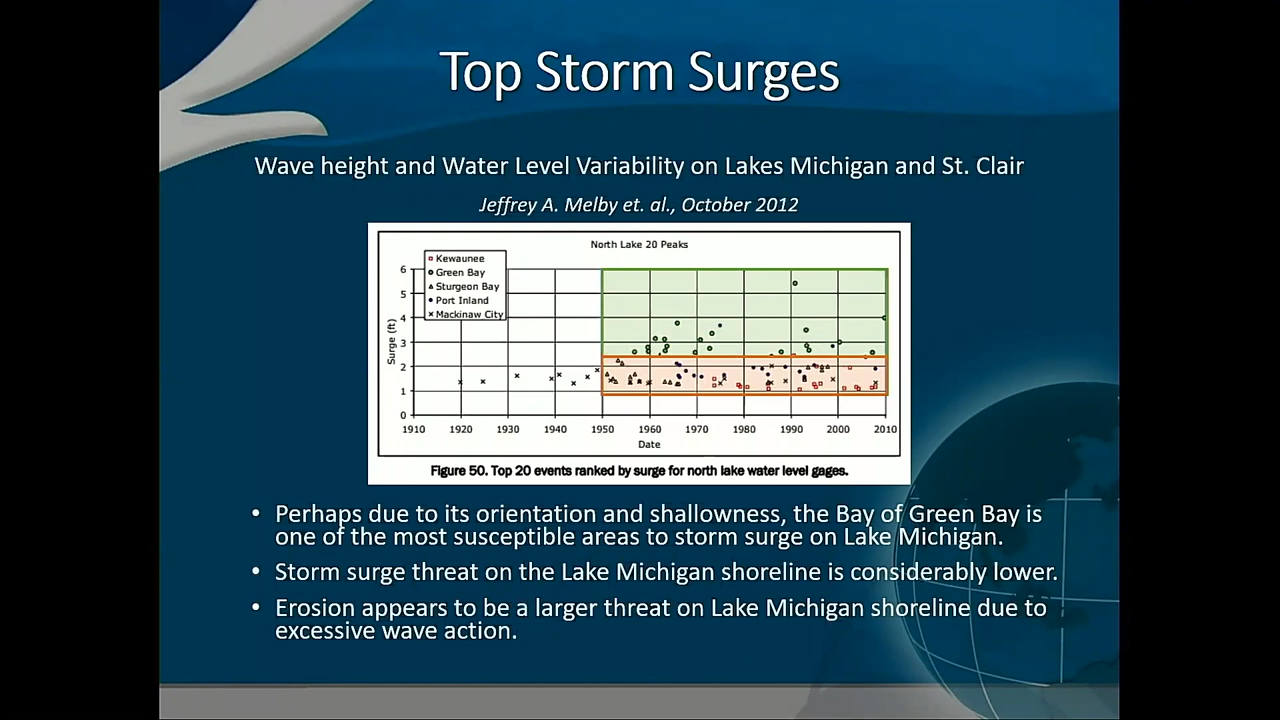 Top Storm Surges
Wave height and Water Level Variability on Lakes Michigan and St. Clair
Jeffrey A. Melby et. al., October 2012
North Lake 20 Peaks
Kewaunee
Green Bay
Sturgeon Bay
Port Inland
Mackinaw City
Surge (ft)
6
5
4
3
2
1
0
1910 1920 1930 1940 1950 1960 1970 1980 1990 2000 2010
Date
Figure 50. Top 20 events ranked by surge for north lake water level gages.
• Perhaps due to its orientation and shallowness, the Bay of Green Bay is
one of the most susceptible areas to storm surge on Lake Michigan.
• Storm surge threat on the Lake Michigan shoreline is considerably lower.
• Erosion appears to be a larger threat on Lake Michigan shoreline due to
excessive wave action.